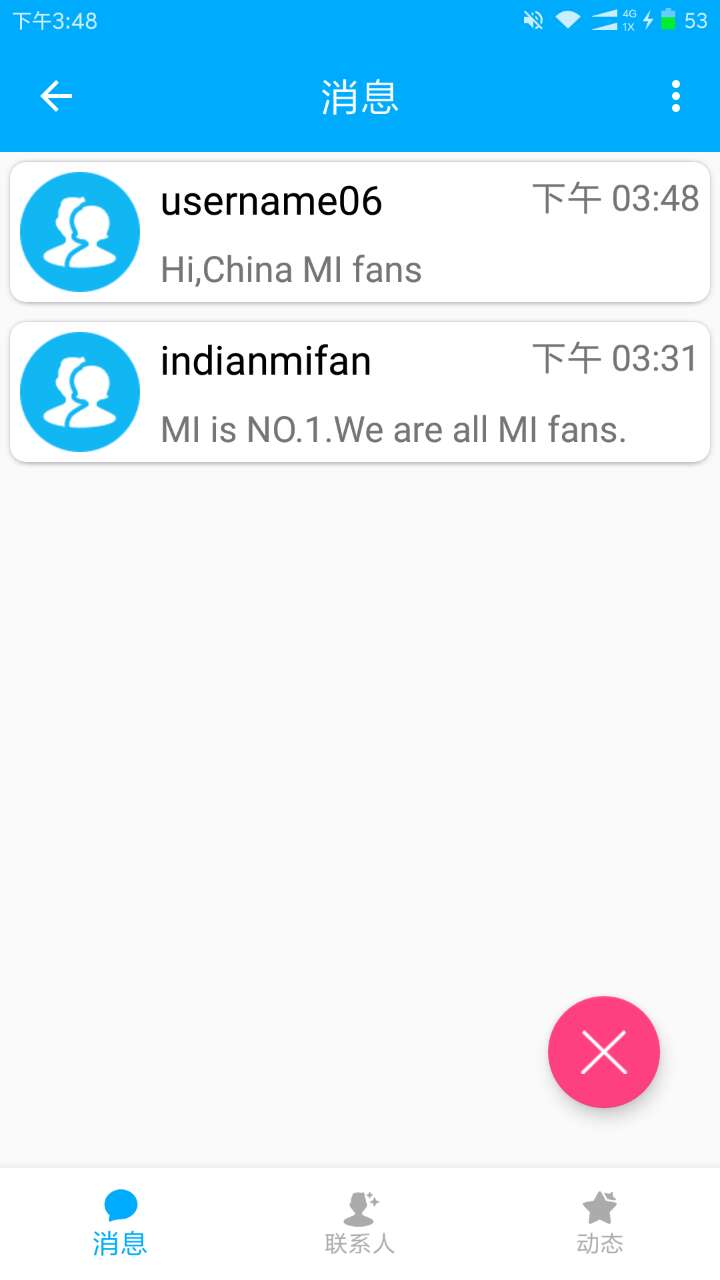 下午3:48
4G
1X
53
消息
username06
下午 03:48
Hi,China MI fans
indianmifan
下午 03:31
MI is NO.1.We are all MI fans.
消息
联系人
动态